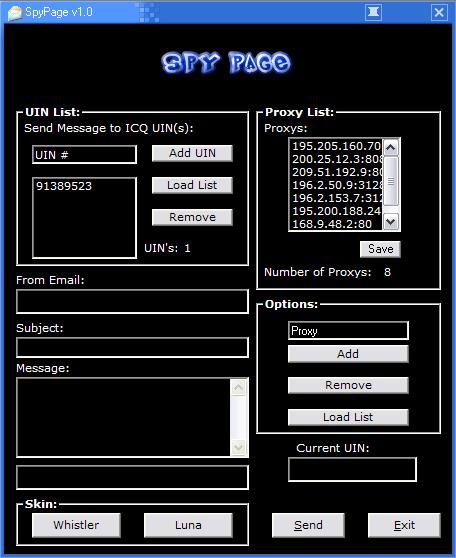 SpyPage v1.0
SPY PAGE
UIN List:
Send Message to ICQ UIN(s):
UIN #
Add UIN
91389523
Load List
Remove
UIN's: 1
Proxy List:
Proxys:
195.205.160.70
200.25.12.3:808
209.51.192.9:80
196.2.50.9:3128
196.2.153.7:312
195.200.188.24
168.9.48.2:80
Save
Number of Proxys: 8
From Email:
Subject:
Message:
Options:
Proxy
Add
Remove
Load List
Current UIN:
Skin:
Whistler
Luna
Send
Exit